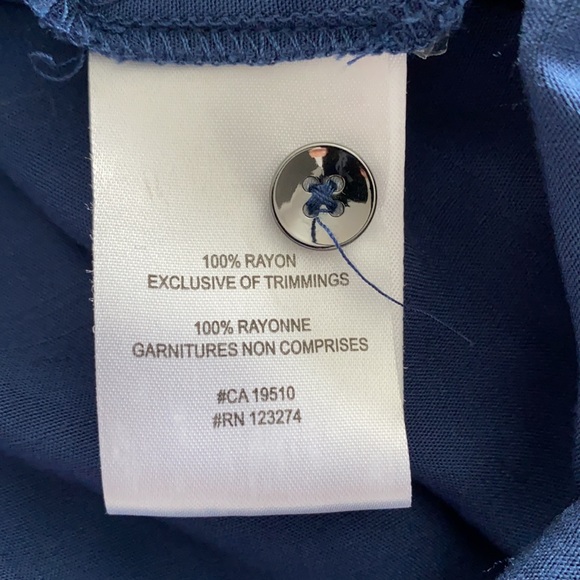 100% RAYON
EXCLUSIVE OF TRIMMINGS
100% RAYONNE
GARNITURES NON COMPRISES
#CA 19510
#RN 123274